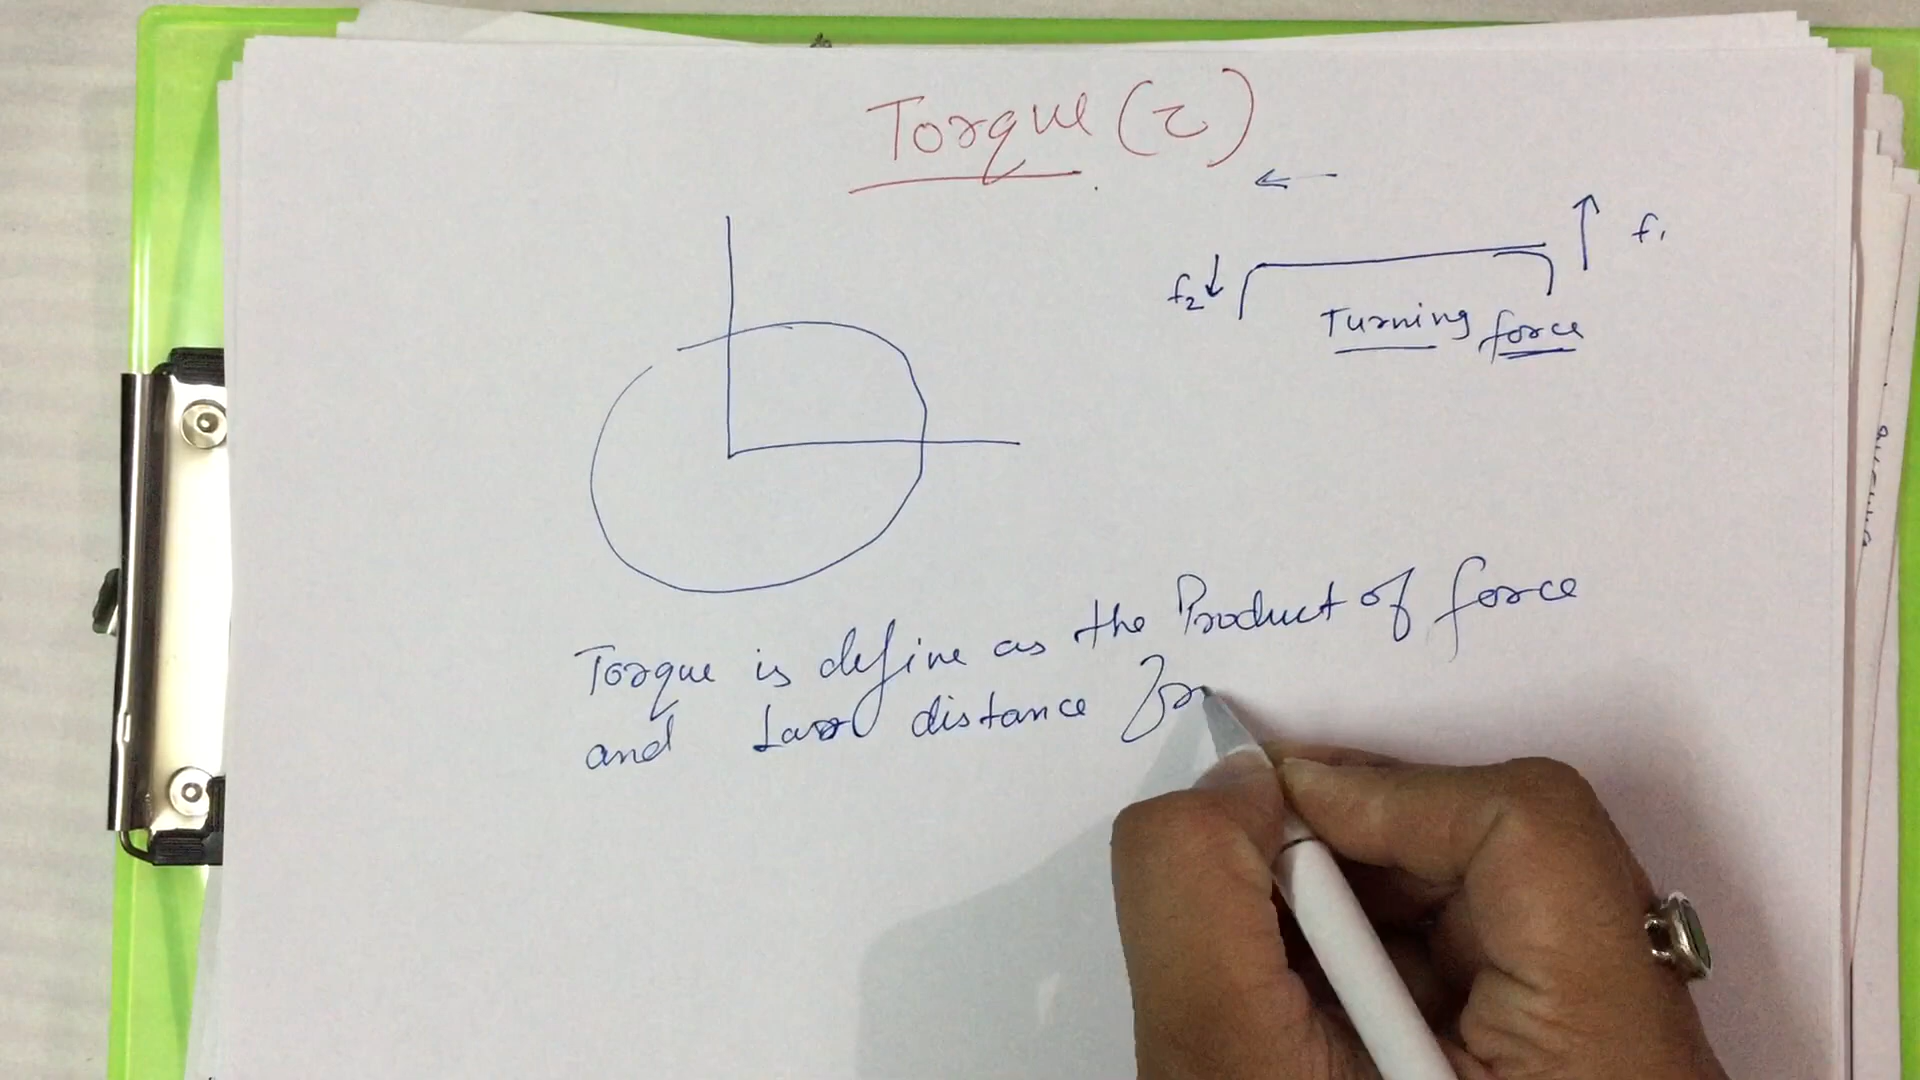 Torque (τ)
f₁
f₂
Turning force
Torque is define as the Product of force
and distance